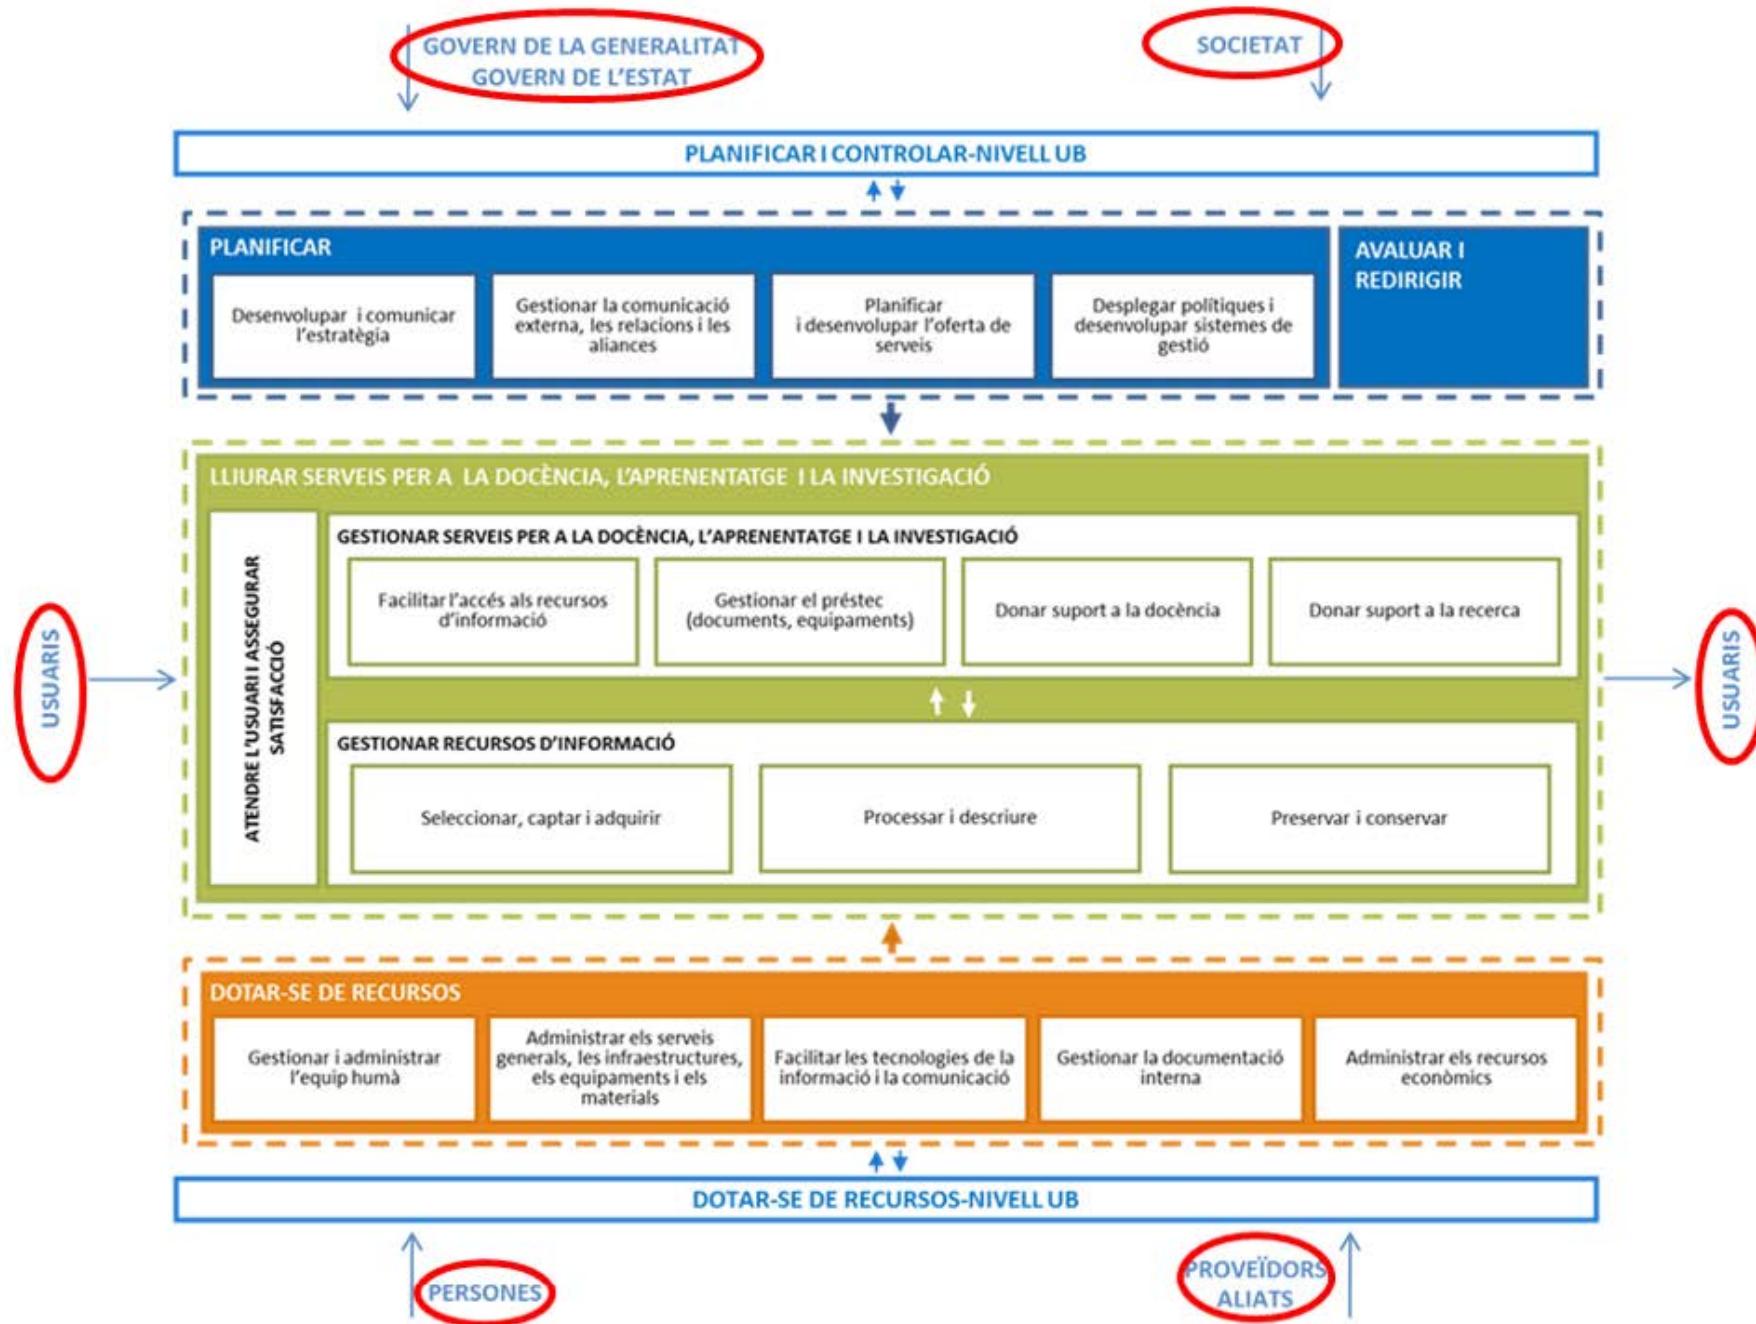 GOVERN DE LA GENERALITAT
GOVERN DE L'ESTAT
SOCIETAT
PLANIFICAR I CONTROLAR-NIVELL UB
PLANIFICAR
Desenvolupar i comunicar
l'estratègia
Gestionar la comunicació
externa, les relacions i les
aliances
Planificar
i desenvolupar l'oferta de
serveis
Desplegar polítiques i
desenvolupar sistemes de
gestió
AVALUAR I
REDIRIGIR
LLIURAR SERVEIS PER A LA DOCÈNCIA, L'APRENENTATGE I LA INVESTIGACIÓ
USUARIS
ATENDRE L'USUARI I ASSEGURAR
SATISFACCIÓ
GESTIONAR SERVEIS PER A LA DOCÈNCIA, L'APRENENTATGE I LA INVESTIGACIÓ
Facilitar l'accés als recursos
d'informació
Gestionar el préstec
(documents, equipaments)
Donar suport a la docència
Donar suport a la recerca
GESTIONAR RECURSOS D'INFORMACIÓ
Seleccionar, captar i adquirir
Processar i descriure
Preservar i conservar
USUARIS
DOTAR-SE DE RECURSOS
Gestionar i administrar
l'equip humà
Administrar els serveis
generals, les infraestructures,
els equipaments i els
materials
Facilitar les tecnologies de la
informació i la comunicació
Gestionar la documentació
interna
Administrar els recursos
econòmics
DOTAR-SE DE RECURSOS-NIVELL UB
PERSONES
PROVEÏDORS
ALIATS